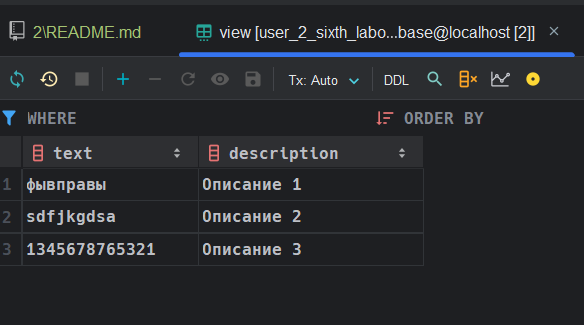 2\README.md
view [user_2_sixth_labo...base@localhost [2]]
Tx: Auto
DDL
WHERE
ORDER BY
text description
1 фывправы Описание 1
2 sdfjkgdsa Описание 2
3 1345678765321 Описание 3